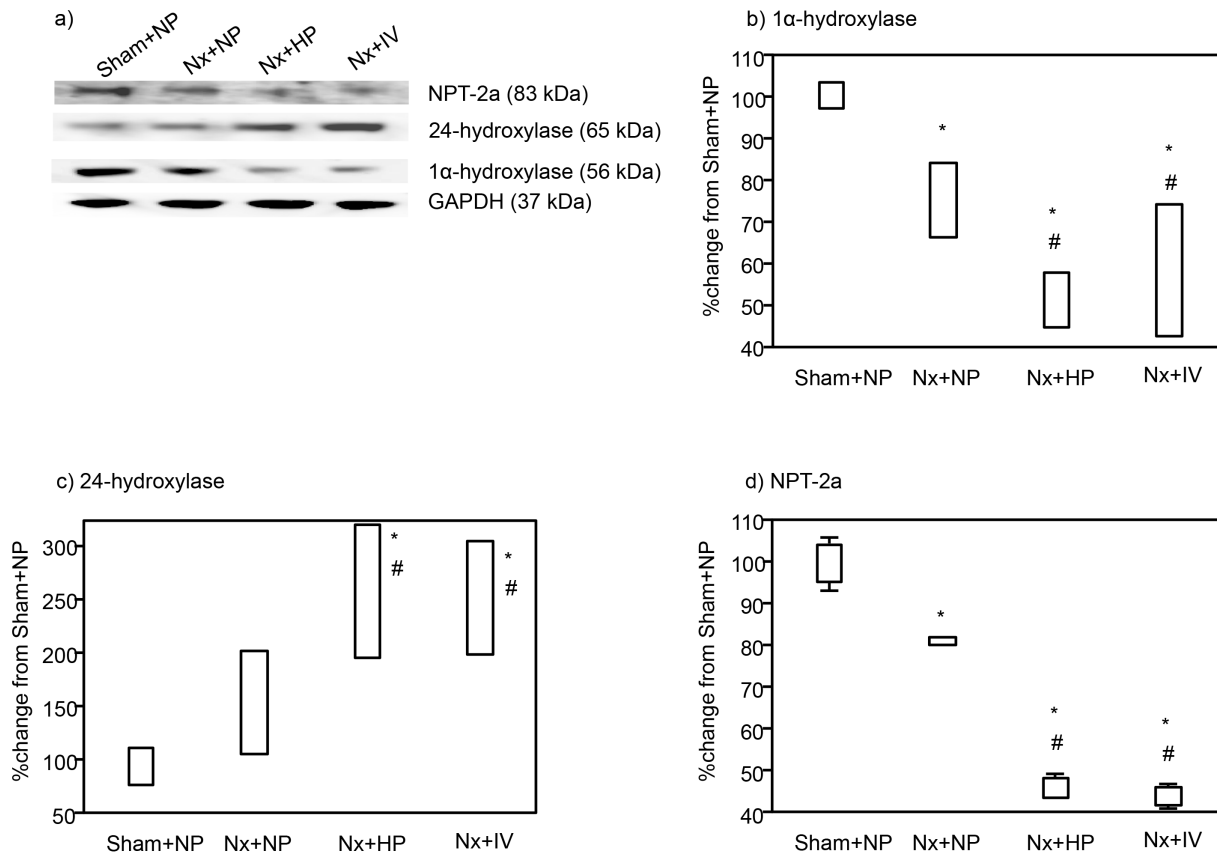 a)
Sham+NP Nx+NP Nx+HP Nx+IV
NPT-2a (83 kDa)
24-hydroxylase (65 kDa)
1α-hydroxylase (56 kDa)
GAPDH (37 kDa)
b) 1α-hydroxylase
%change from Sham+NP
100
90
80
70
60
50
40
*
*
#
*
#
Sham+NP Nx+NP Nx+HP Nx+IV
c) 24-hydroxylase
%change from Sham+NP
300
250
200
150
100
50
*
#
*
#
Sham+NP Nx+NP Nx+HP Nx+IV
d) NPT-2a
%change from Sham+NP
110
100
90
80
70
60
50
40
*
*
#
*
#
Sham+NP Nx+NP Nx+HP Nx+IV